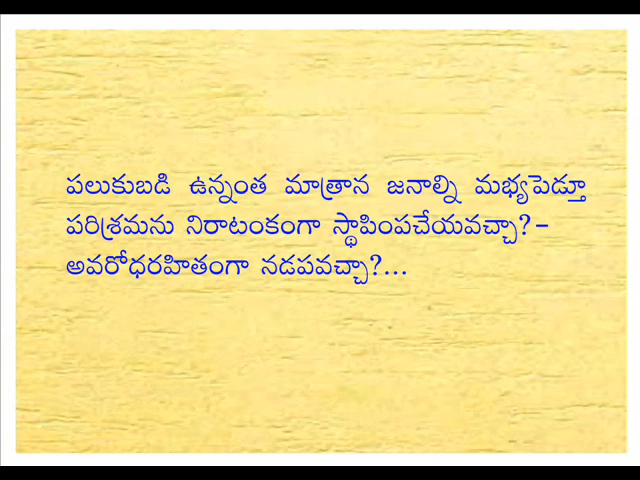 పలుకుబడి ఉన్నంత మాత్రాన జనాల్ని మభ్యపెడ్తూ
పరిశ్రమను నిరాటంకంగా స్థాపింపచేయవచ్చా?-
అవరోధరహితంగా నడపవచ్చా?...